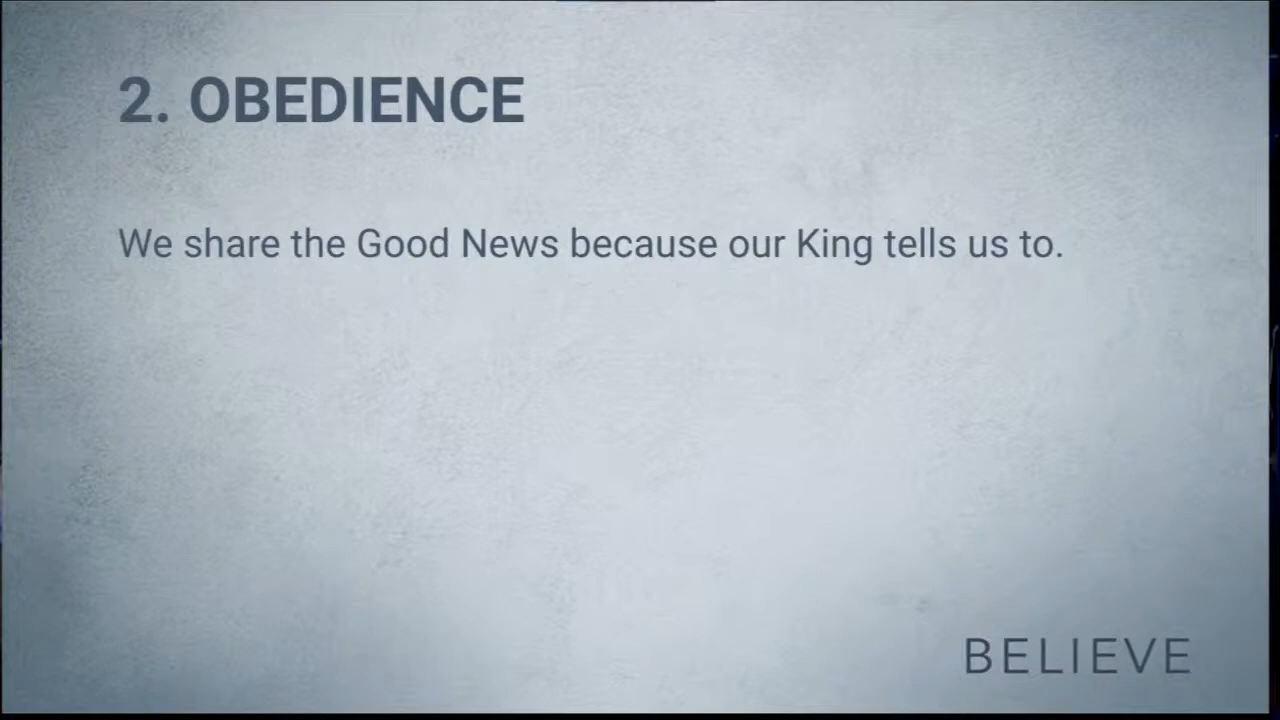 2. OBEDIENCE
We share the Good News because our King tells us to.
BELIEVE